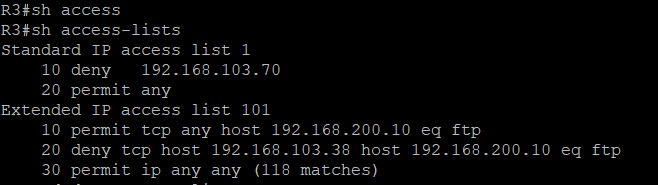 R3#sh access
R3#sh access-lists
Standard IP access list 1
    10 deny   192.168.103.70
    20 permit any
Extended IP access list 101
    10 permit tcp any host 192.168.200.10 eq ftp
    20 deny tcp host 192.168.103.38 host 192.168.200.10 eq ftp
    30 permit ip any any (118 matches)